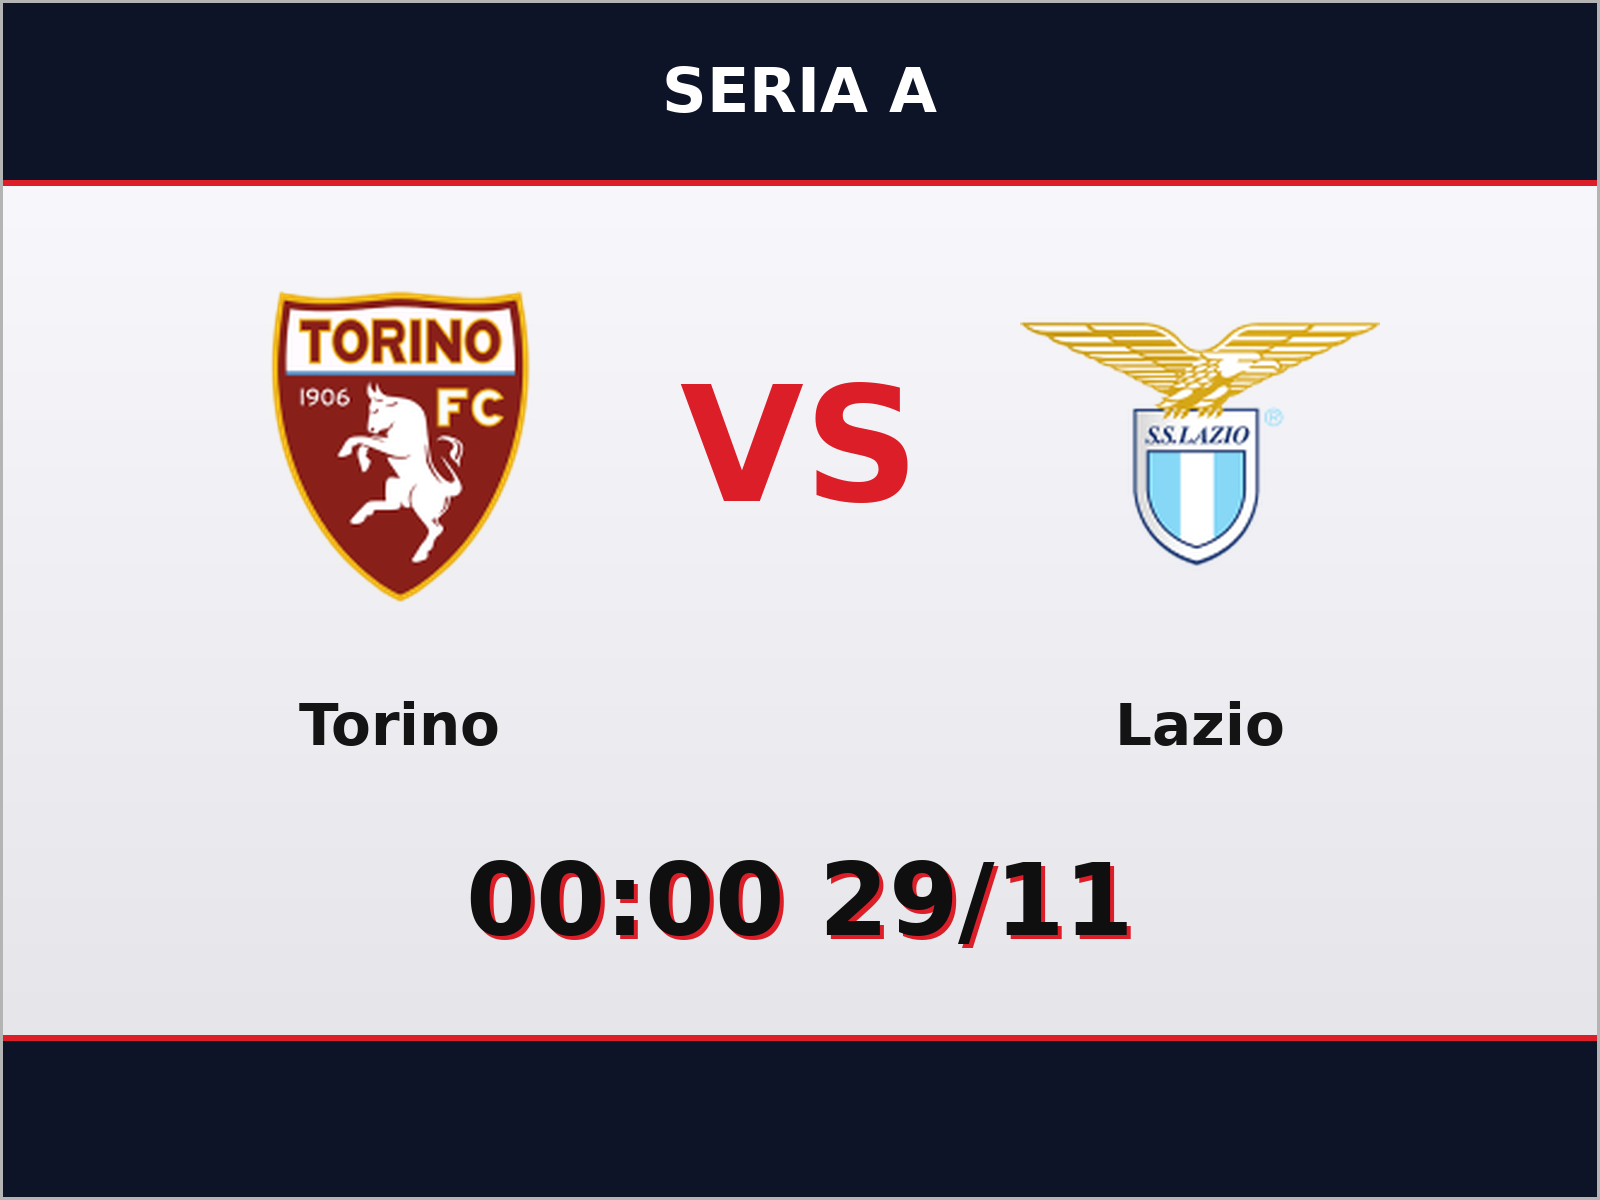 SERIA A
TORINO
1906 FC
VS
S.S.LAZIO
®
Torino
Lazio
00:00 29/11